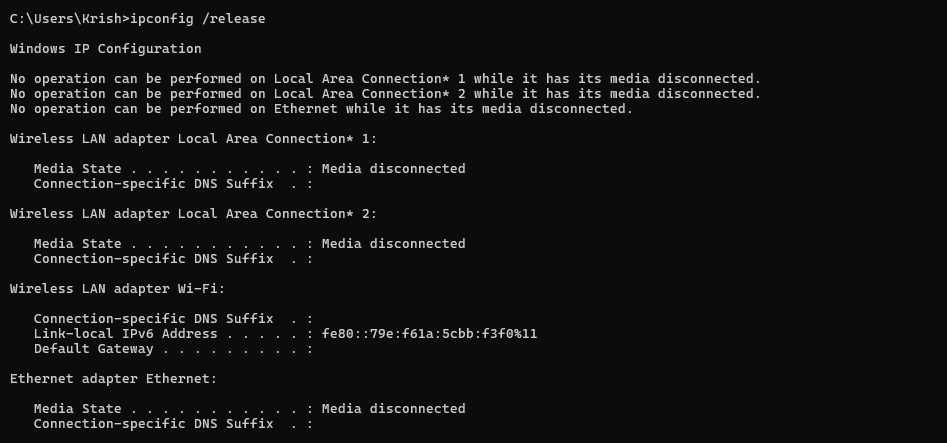 C:\Users\Krish>ipconfig /release
Windows IP Configuration
No operation can be performed on Local Area Connection* 1 while it has its media disconnected.
No operation can be performed on Local Area Connection* 2 while it has its media disconnected.
No operation can be performed on Ethernet while it has its media disconnected.
Wireless LAN adapter Local Area Connection* 1:
   Media State . . . . . . . . . . . : Media disconnected
   Connection-specific DNS Suffix  . :
Wireless LAN adapter Local Area Connection* 2:
   Media State . . . . . . . . . . . : Media disconnected
   Connection-specific DNS Suffix  . :
Wireless LAN adapter Wi-Fi:
   Connection-specific DNS Suffix  . :
   Link-local IPv6 Address . . . . . : fe80::79e:f61a:5cbb:f3f0%11
   Default Gateway . . . . . . . . . :
Ethernet adapter Ethernet:
   Media State . . . . . . . . . . . : Media disconnected
   Connection-specific DNS Suffix  . :